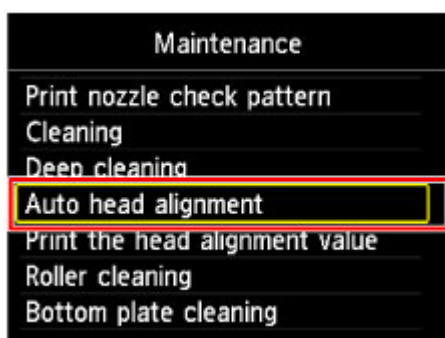 Maintenance
Print nozzle check pattern
Cleaning
Deep cleaning
Auto head alignment
Print the head alignment value
Roller cleaning
Bottom plate cleaning